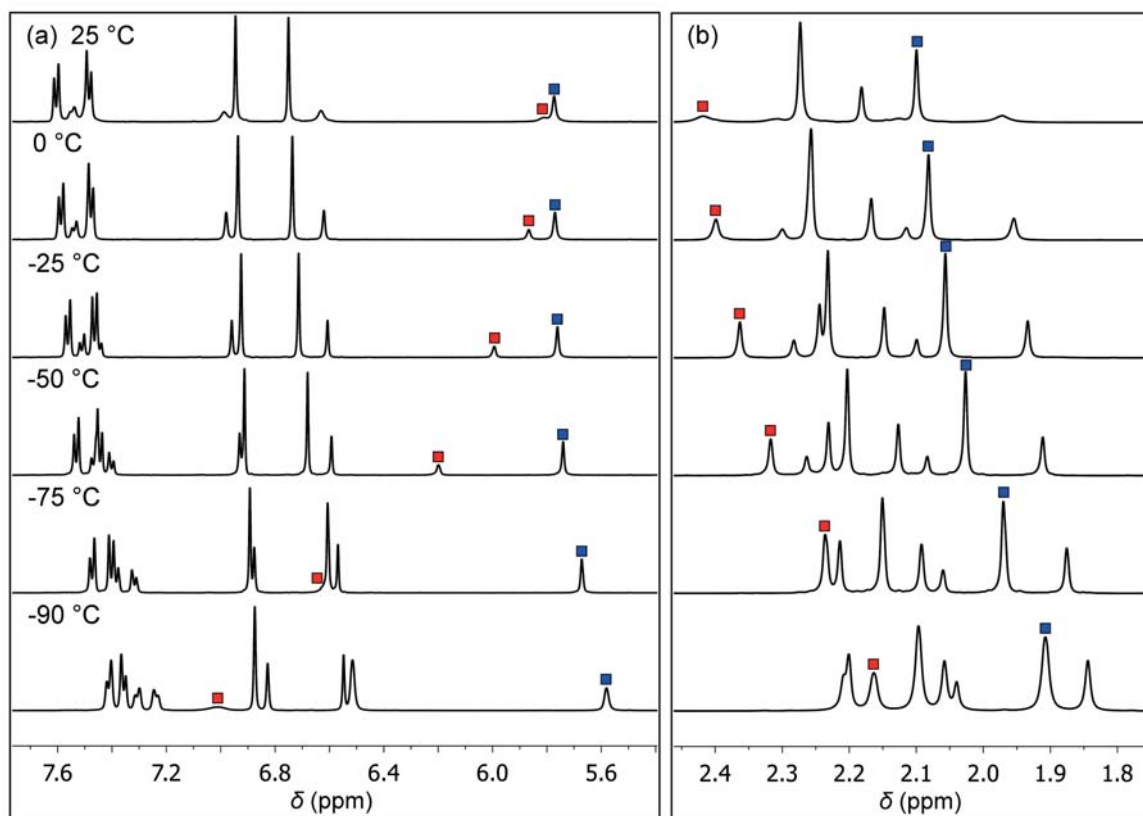 (a) 25 °C
0 °C
-25 °C
-50 °C
-75 °C
-90 °C
7.6 7.2 6.8 6.4 6.0 5.6
δ (ppm)
(b)
2.4 2.3 2.2 2.1 2.0 1.9 1.8
δ (ppm)